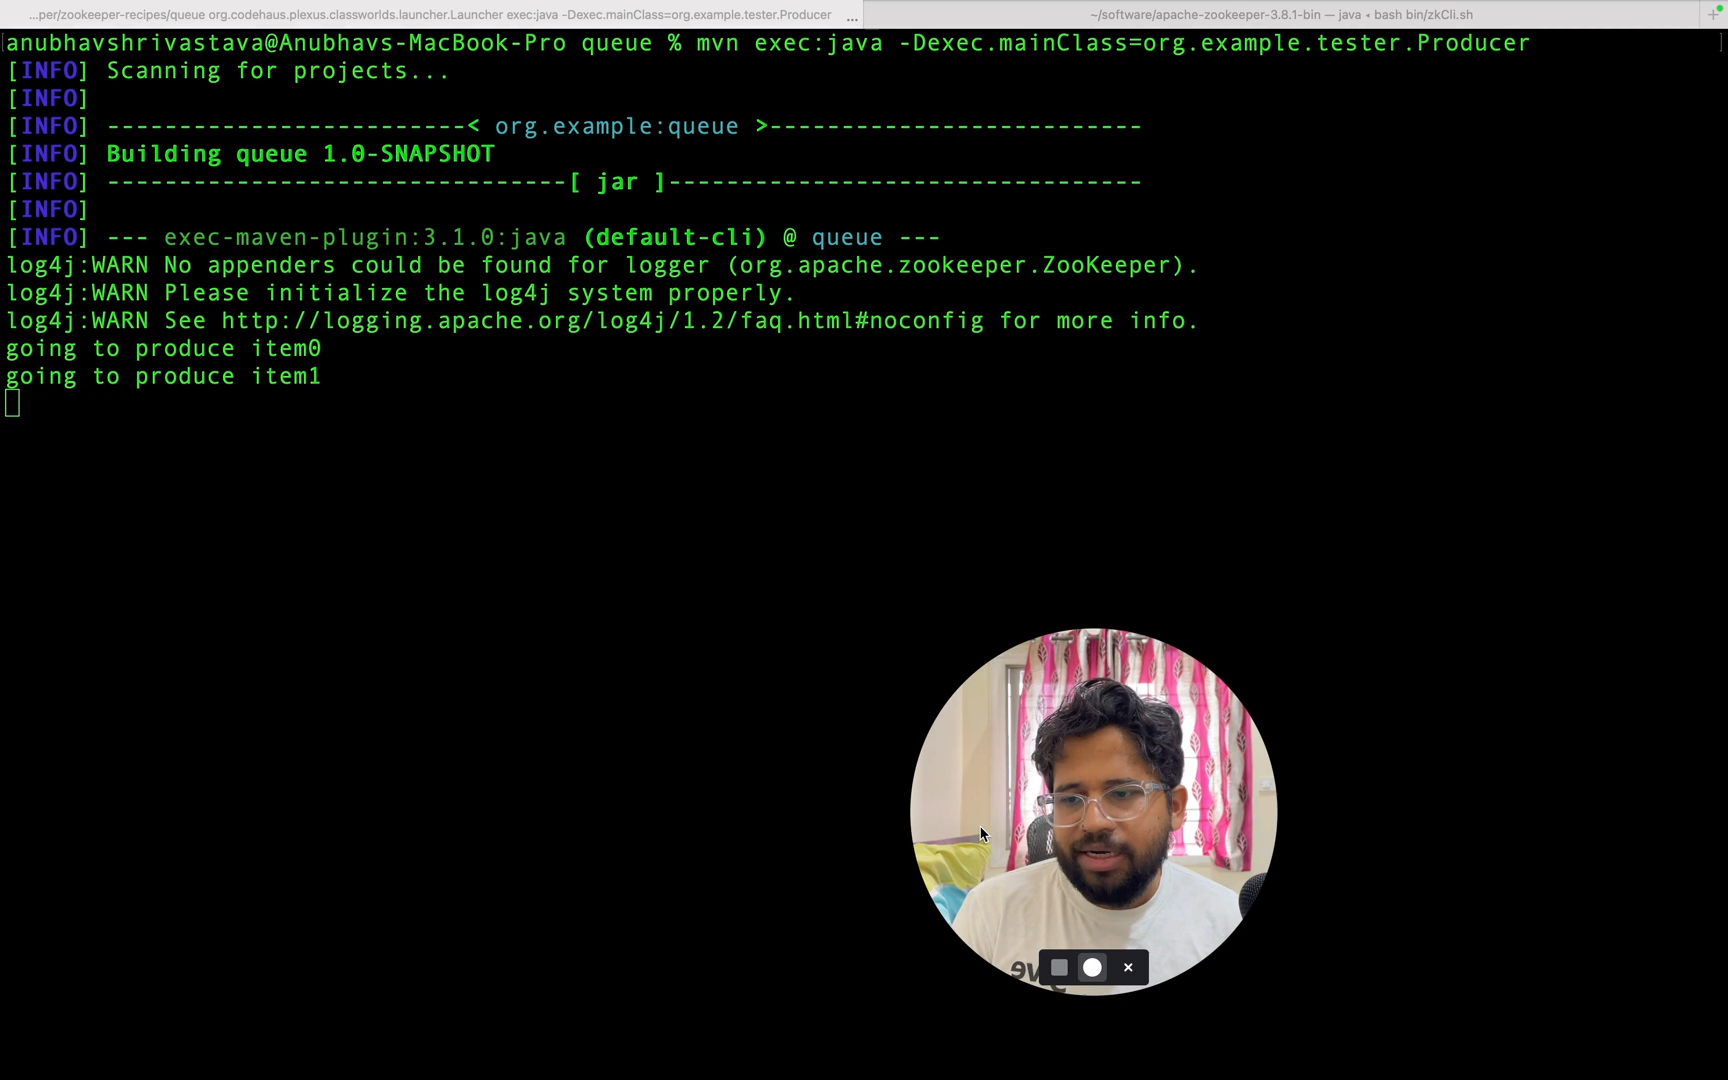 ...per/zookeeper-recipes/queue org.codehaus.plexus.classworlds.launcher.Launcher exec:java -Dexec.mainClass=org.example.tester.Producer ... ~/software/apache-zookeeper-3.8.1-bin — java ◂ bash bin/zkCli.sh +
anubhavshrivastava@Anubhavs-MacBook-Pro queue % mvn exec:java -Dexec.mainClass=org.example.tester.Producer
[INFO] Scanning for projects...
[INFO]
[INFO] -------------------------< org.example:queue >--------------------------
[INFO] Building queue 1.0-SNAPSHOT
[INFO] --------------------------------[ jar ]---------------------------------
[INFO]
[INFO] --- exec-maven-plugin:3.1.0:java (default-cli) @ queue ---
log4j:WARN No appenders could be found for logger (org.apache.zookeeper.ZooKeeper).
log4j:WARN Please initialize the log4j system properly.
log4j:WARN See http://logging.apache.org/log4j/1.2/faq.html#noconfig for more info.
going to produce item0
going to produce item1